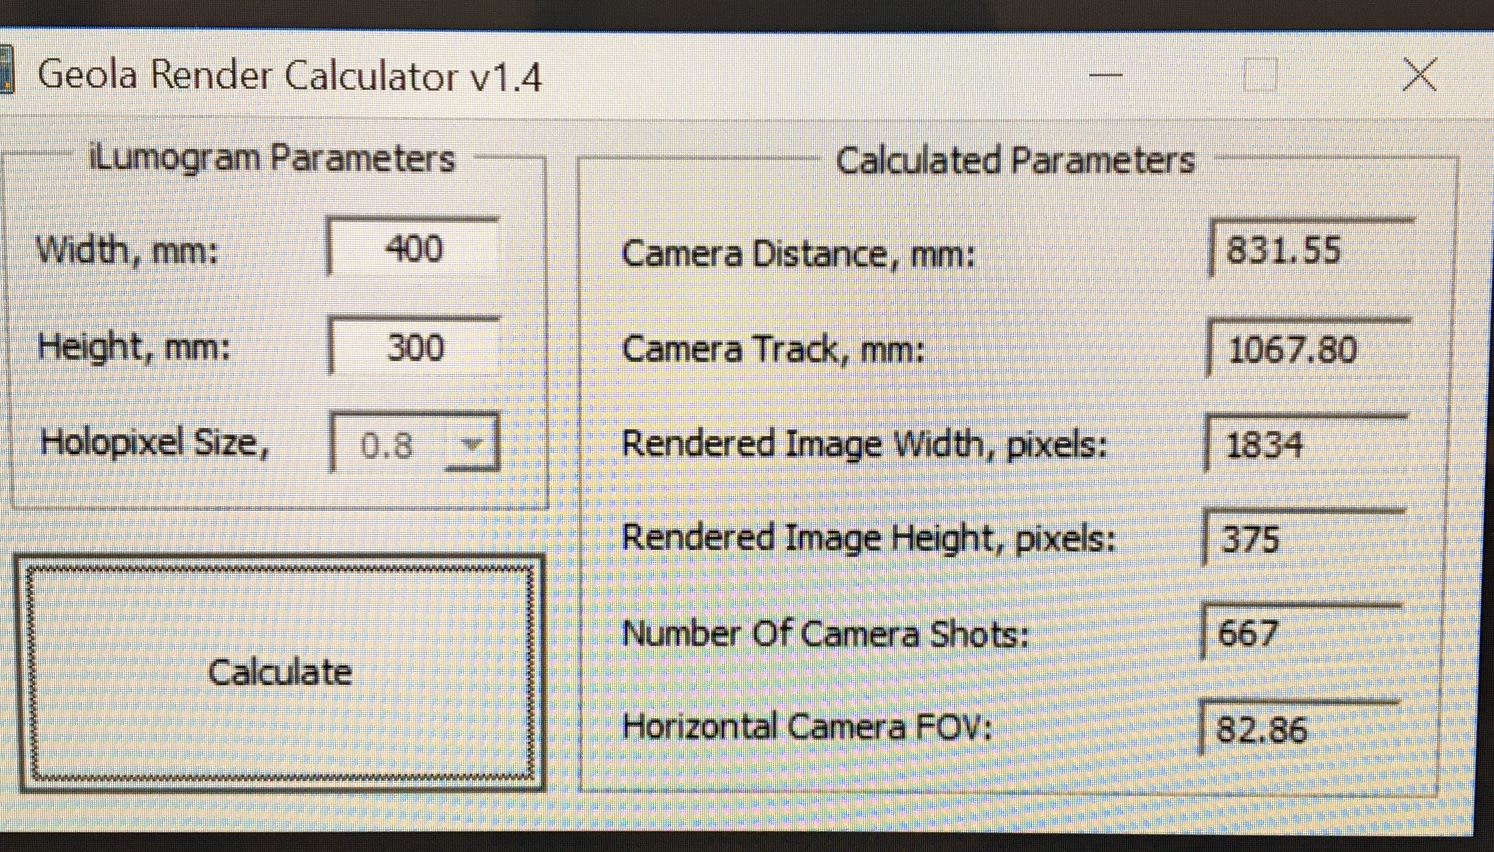 Geola Render Calculator v1.4
iLumogram Parameters
Width, mm: 400
Height, mm: 300
Holopixel Size, 0.8
Calculate
Calculated Parameters
Camera Distance, mm: 831.55
Camera Track, mm: 1067.80
Rendered Image Width, pixels: 1834
Rendered Image Height, pixels: 375
Number Of Camera Shots: 667
Horizontal Camera FOV: 82.86